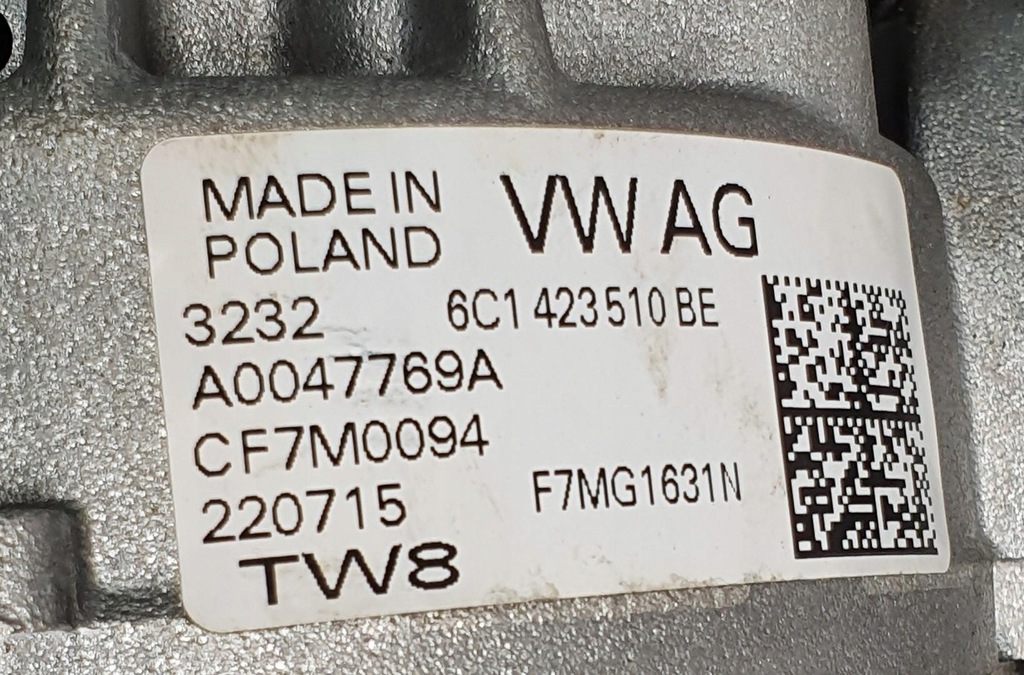 MADE IN
POLAND
VW AG
3232
6C1 423 510 BE
A0047769A
CF7M0094
220715
F7MG1631N
TW8